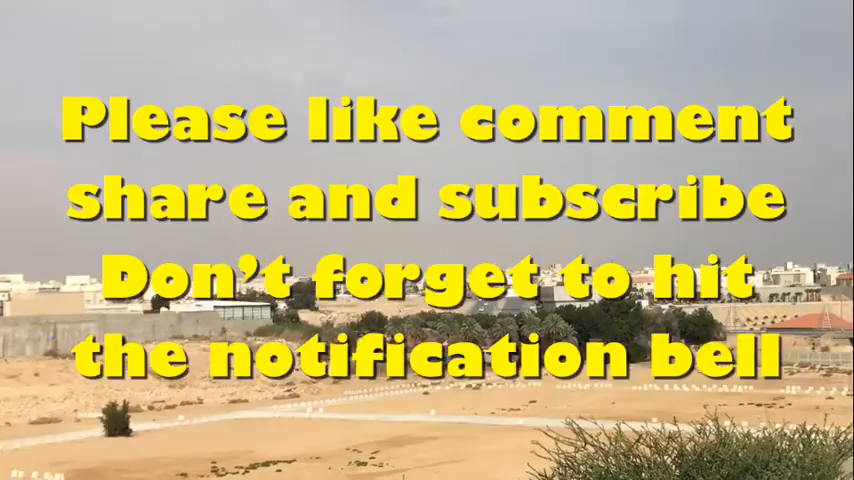 Please like comment
share and subscribe
Don't forget to hit
the notification bell